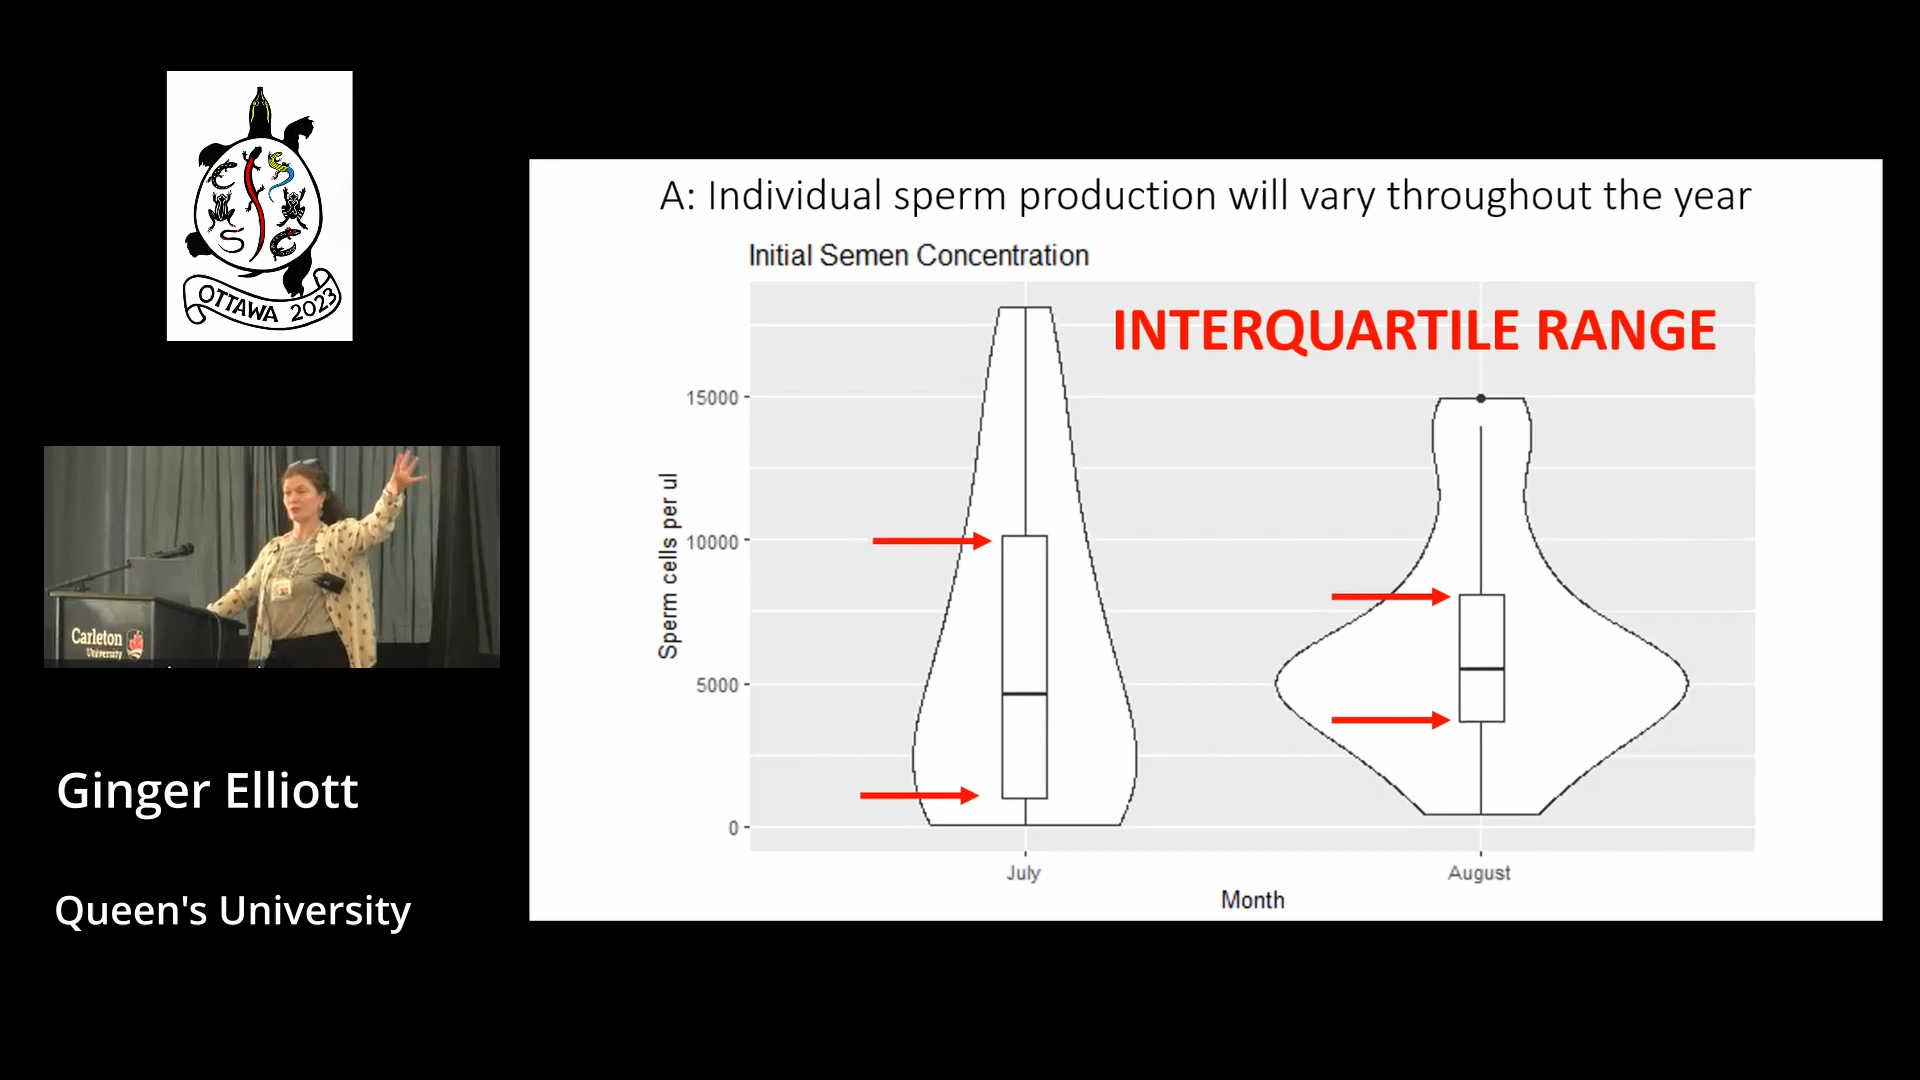 OTTAWA 2023
A: Individual sperm production will vary throughout the year
Initial Semen Concentration
INTERQUARTILE RANGE
15000
10000
5000
0
Sperm cells per ul
July
August
Month
Carleton
University
Ginger Elliott
Queen's University